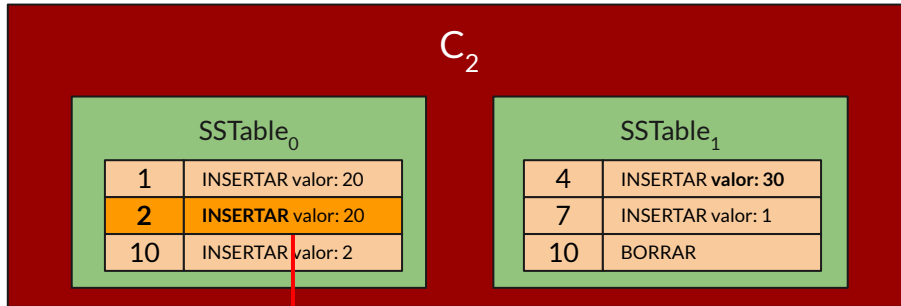 C2
SSTable0
1 INSERTAR valor: 20
2 INSERTAR valor: 20
10 INSERTAR valor: 2
SSTable1
4 INSERTAR valor: 30
7 INSERTAR valor: 1
10 BORRAR